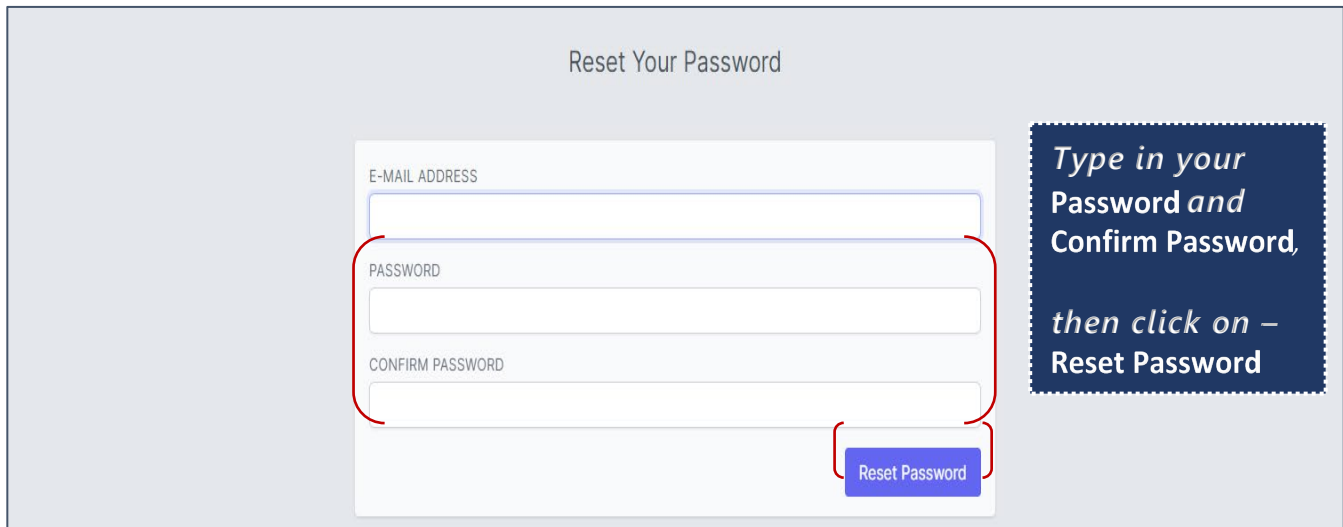 Reset Your Password
E-MAIL ADDRESS
PASSWORD
CONFIRM PASSWORD
Reset Password
Type in your
Password and
Confirm Password,
then click on –
Reset Password